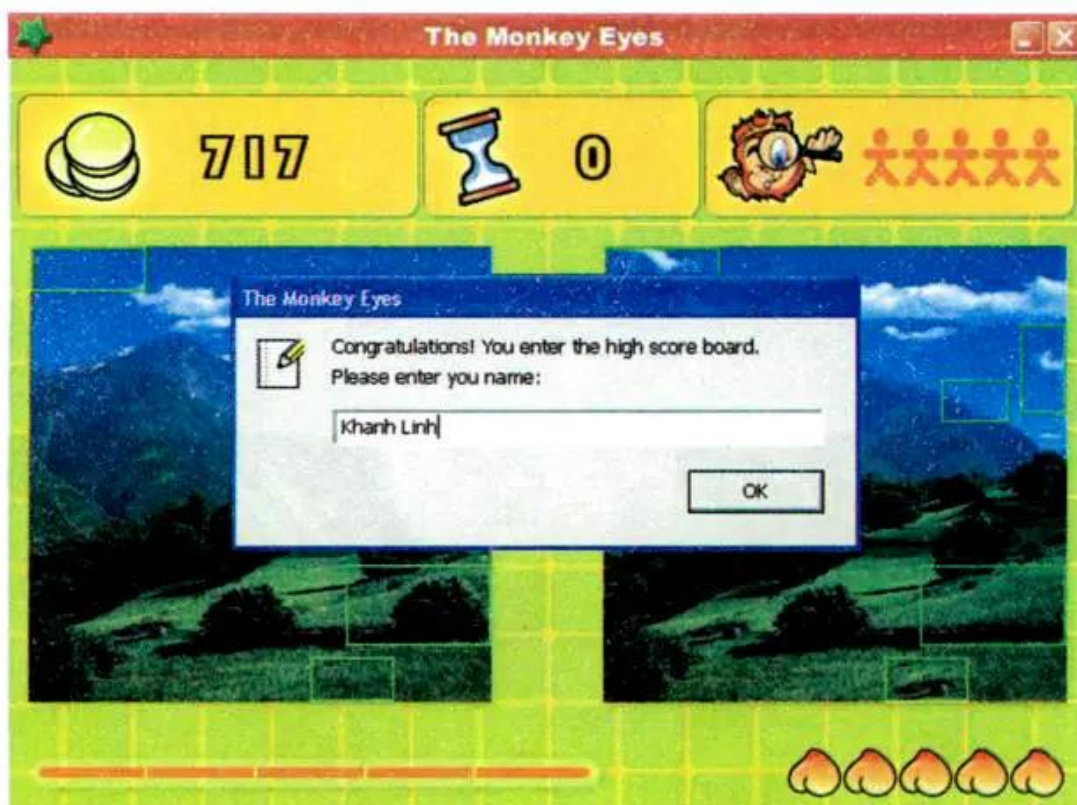 The Monkey Eyes
717
0
The Monkey Eyes
Congratulations! You enter the high score board.
Please enter you name:
Khanh Linh
OK